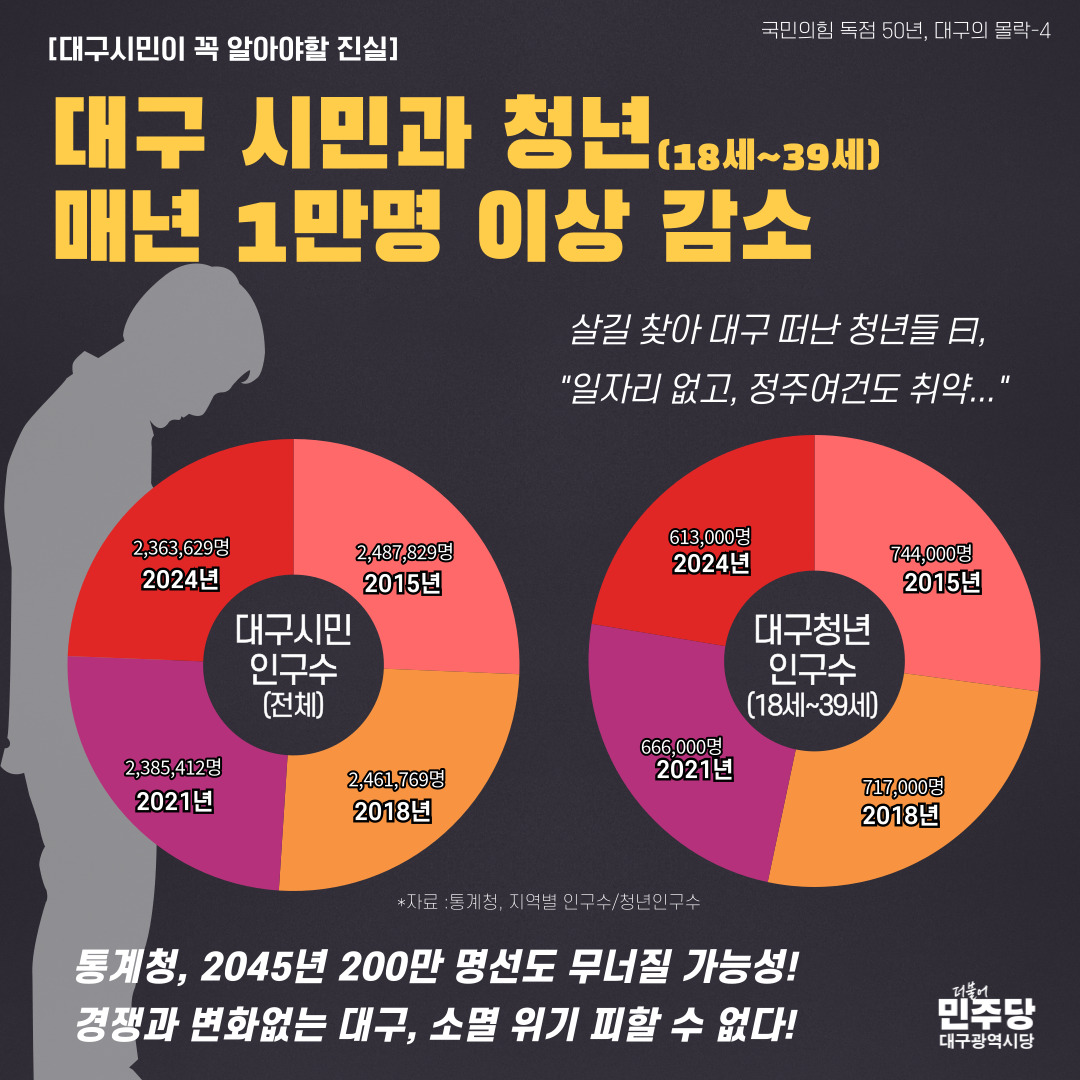 국민의힘 독점 50년, 대구의 몰락-4
[대구시민이 꼭 알아야할 진실]
대구 시민과 청년(18세~39세)
매년 1만명 이상 감소
살길 찾아 대구 떠난 청년들 曰,
"일자리 없고, 정주여건도 취약..."
2,363,629명
2024년
2,487,829명
2015년
대구시민
인구수
(전체)
2,385,412명
2021년
2,461,769명
2018년
613,000명
2024년
744,000명
2015년
대구청년
인구수
(18세~39세)
666,000명
2021년
717,000명
2018년
*자료 :통계청, 지역별 인구수/청년인구수
통계청, 2045년 200만 명선도 무너질 가능성!
경쟁과 변화없는 대구, 소멸 위기 피할 수 없다!
더불어
민주당
대구광역시당